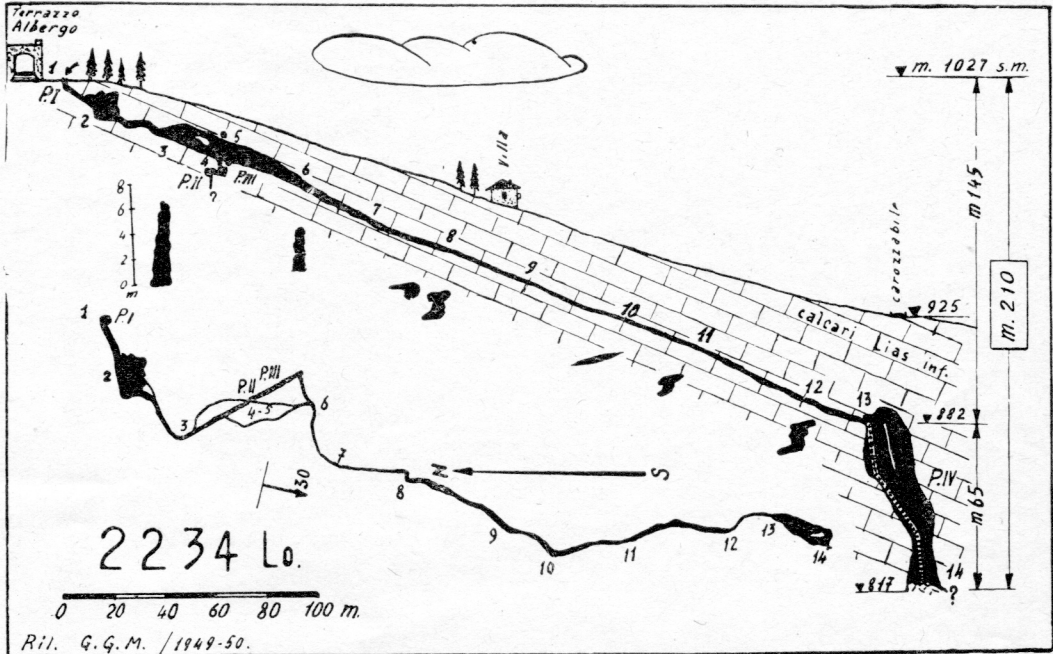 Terrazzo
Albergo
m. 1027 s.m.
1
P.I
2
3
4
5
P.II
?
P.III
6
7
8
9
10
11
12
13
Villa
carrozzabile
925
calcari Lias inf.
882
P.IV
14
?
817
m 145
m 65
m. 210
8
6
4
2
0
m
1
P.I
2
3
P.II
P.III
4-5
6
7
8
9
10
11
12
13
14
N
S
30
2234 Lo.
0 20 40 60 80 100 m.
Ril. G.G.M. / 1949-50.